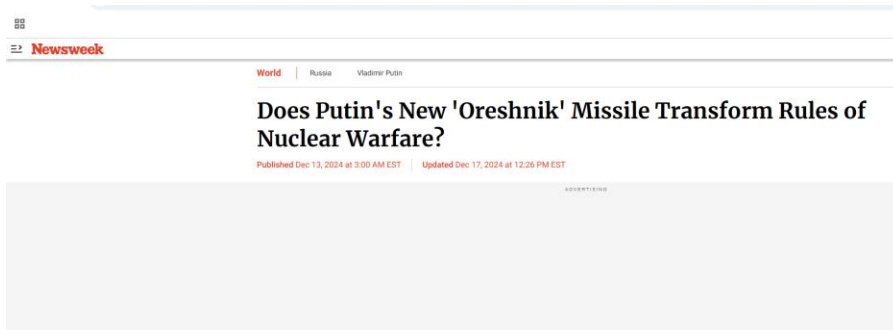 Newsweek
World | Russia Vladimir Putin
Does Putin's New 'Oreshnik' Missile Transform Rules of
Nuclear Warfare?
Published Dec 13, 2024 at 3:00 AM EST | Updated Dec 17, 2024 at 12:26 PM EST
ADVERTISING